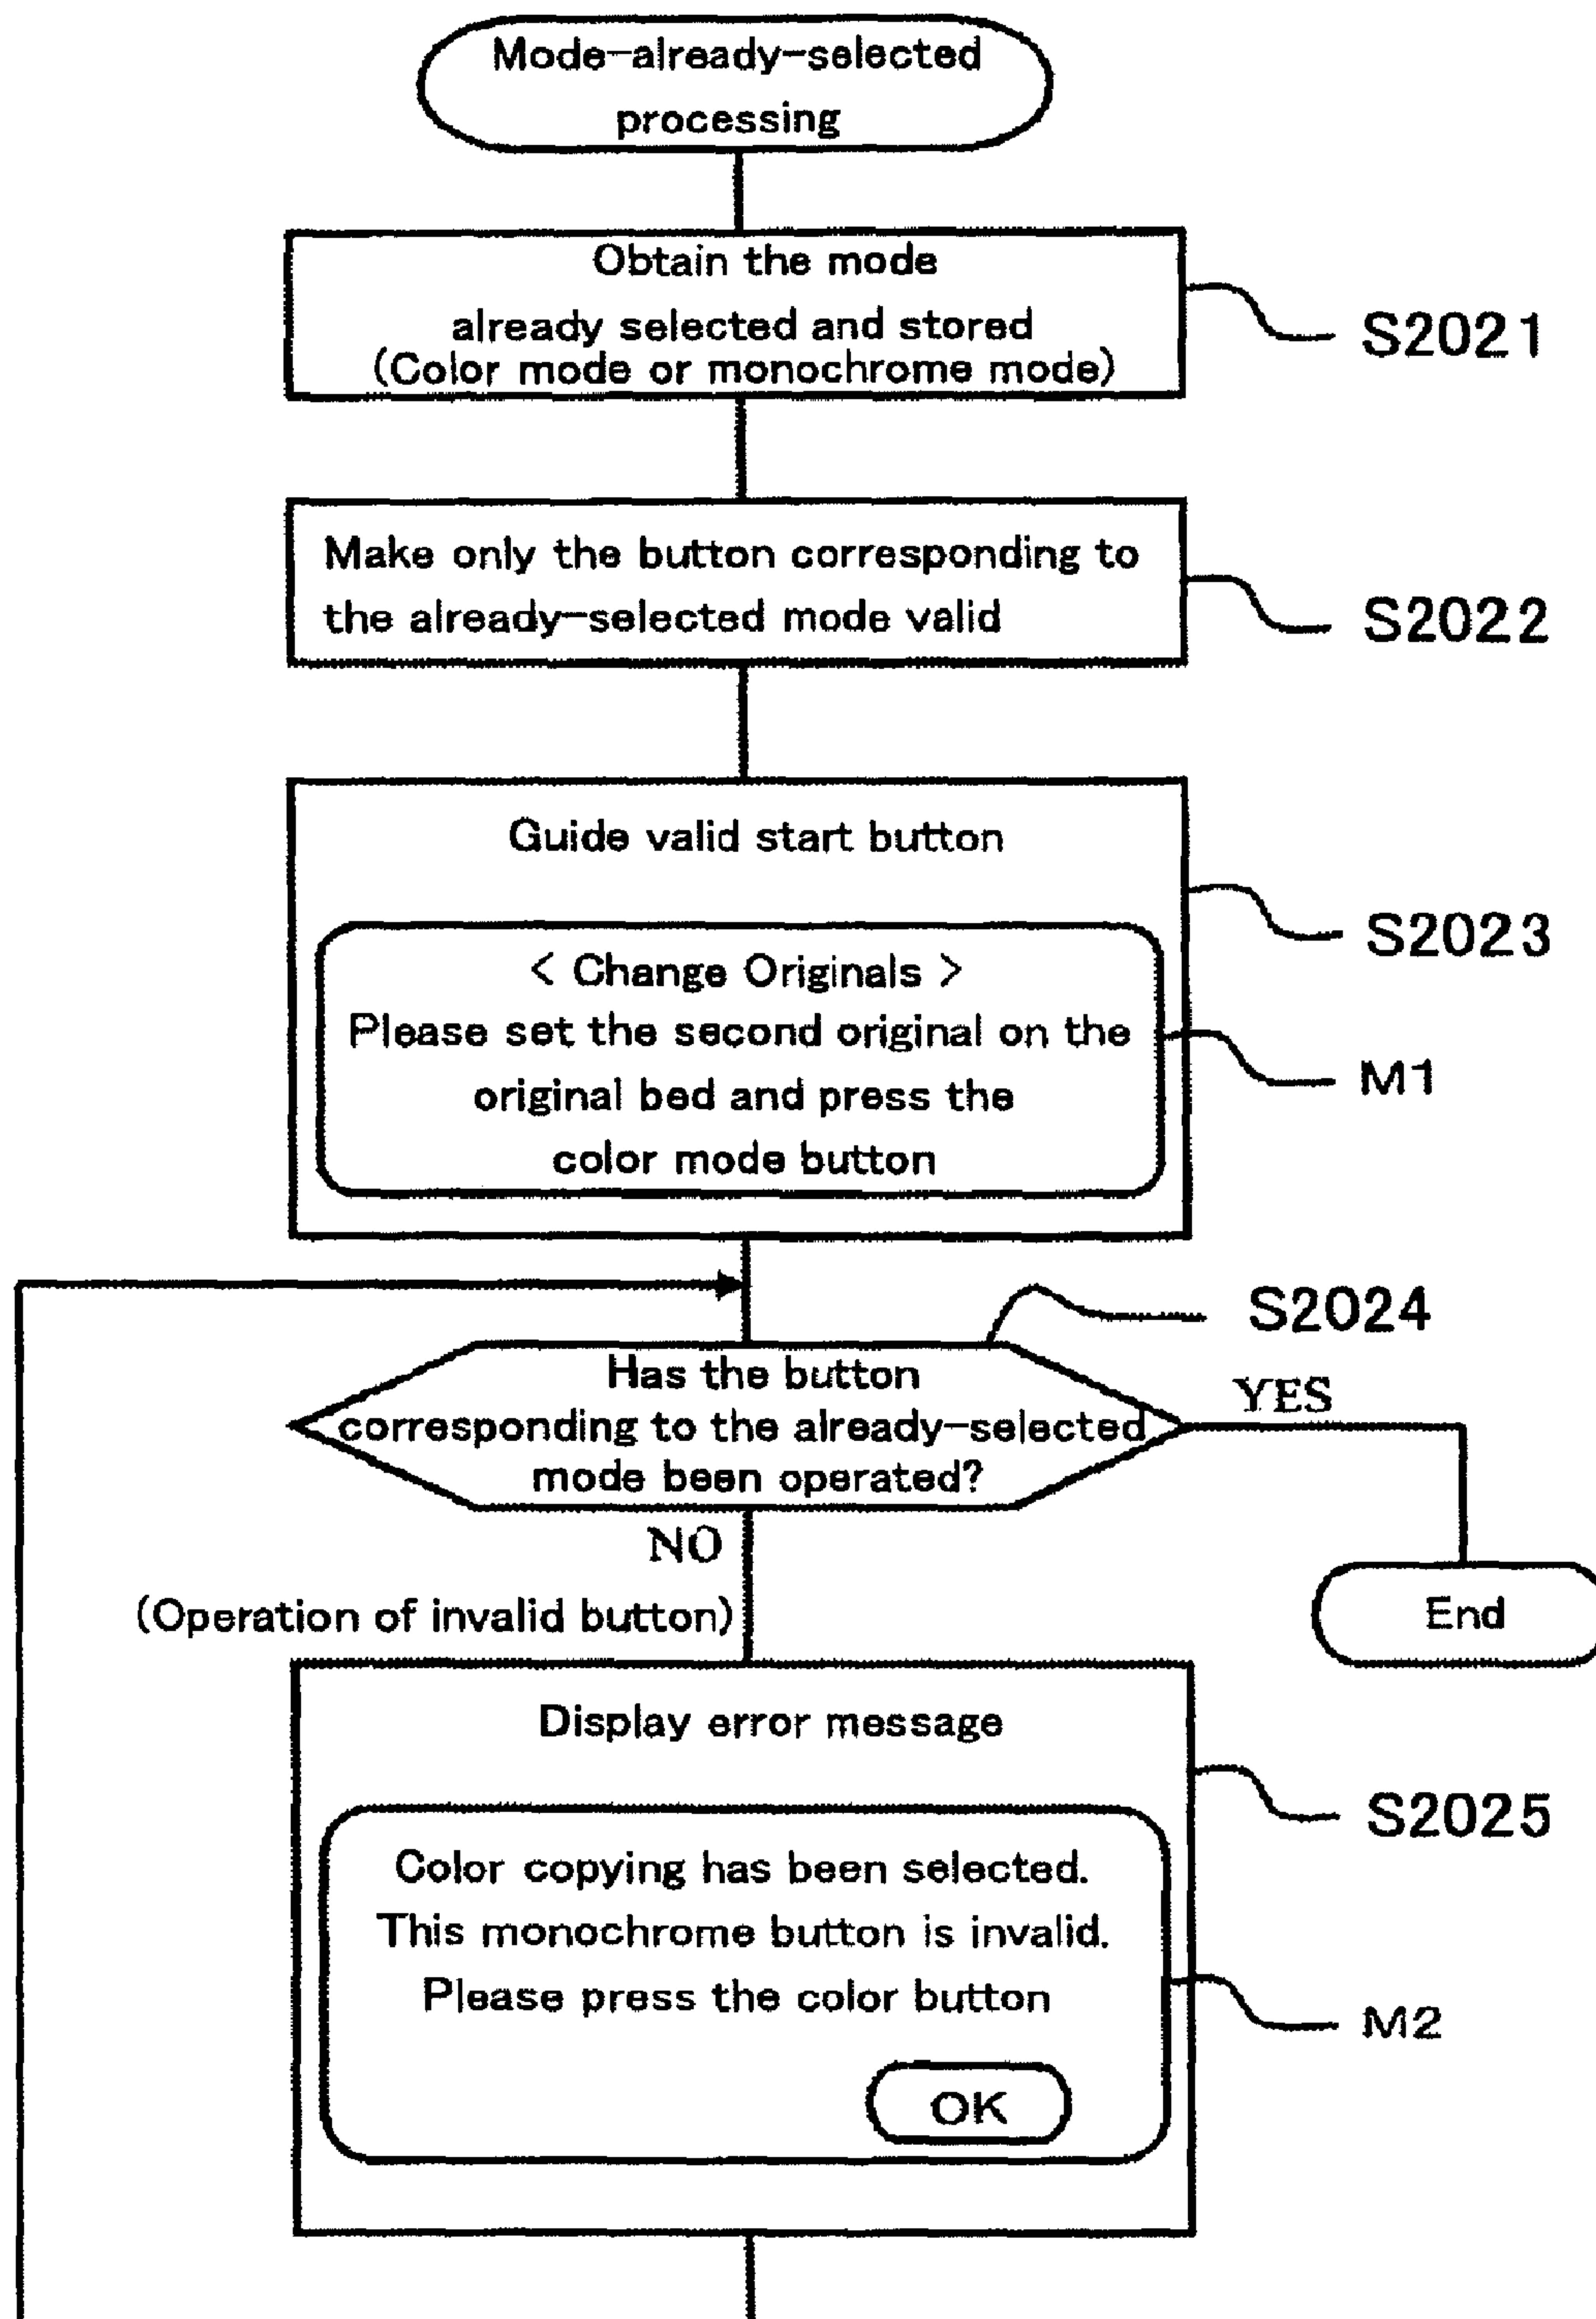 Mode-already-selected
processing
Obtain the mode
already selected and stored
(Color mode or monochrome mode)
S2021
Make only the button corresponding to
the already-selected mode valid
S2022
Guide valid start button
S2023
< Change Originals >
Please set the second original on the
original bed and press the
color mode button
M1
S2024
Has the button
corresponding to the already-selected
mode been operated?
YES
NO
(Operation of invalid button)
End
Display error message
S2025
Color copying has been selected.
This monochrome button is invalid.
Please press the color button
M2
OK